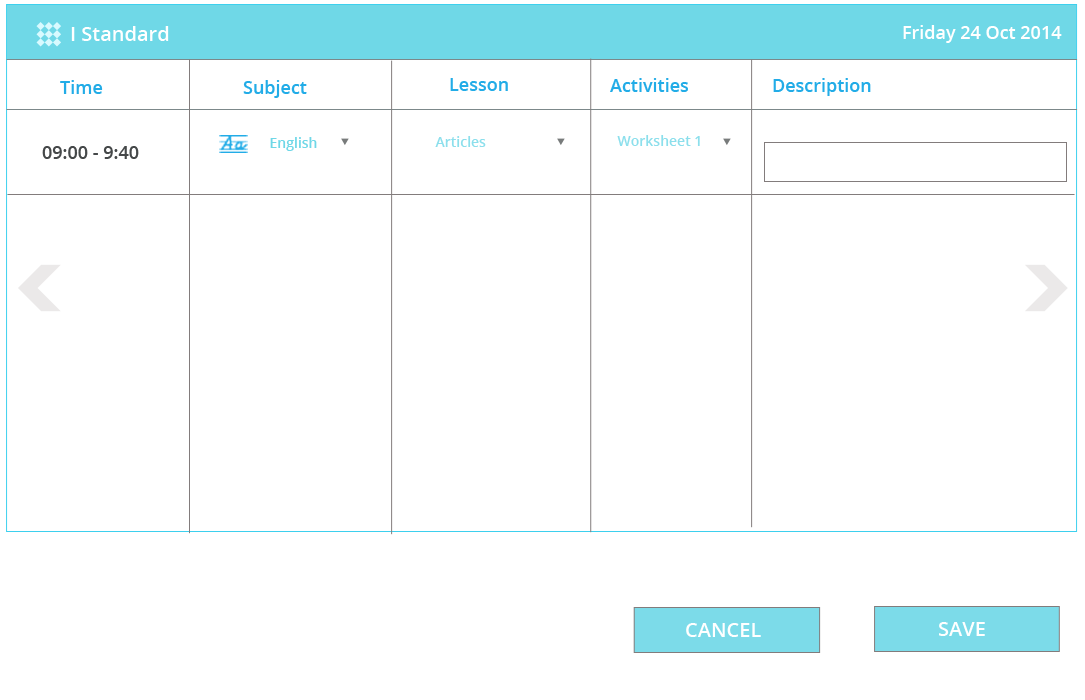 I Standard
Friday 24 Oct 2014
Time
Subject
Lesson
Activities
Description
09:00 - 9:40
Aa
English
Articles
Worksheet 1
CANCEL
SAVE